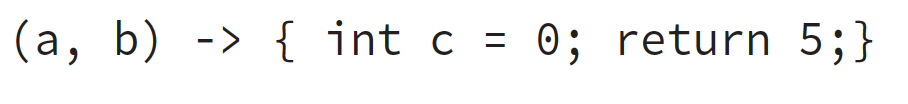 (a, b) -> { int c = 0; return 5;}